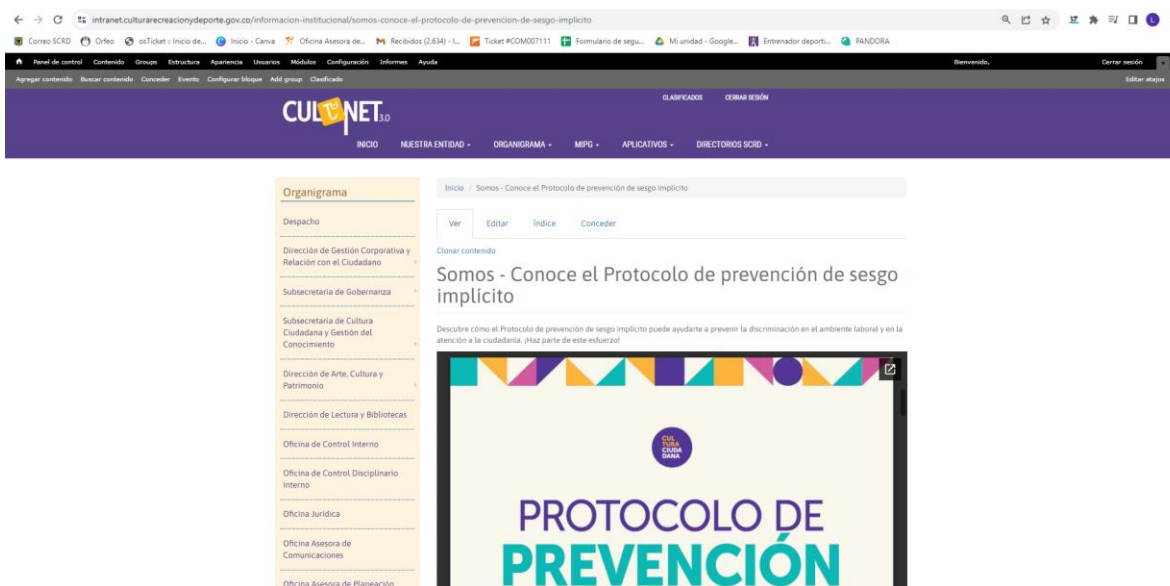 intranet.culturarecreacionydeporte.gov.co/informacion-institucional/somos-conoce-el-protocolo-de-prevencion-de-sesgo-implicito
Correo SCRD Orfeo osTicket :: Inicio de... Inicio - Canva Oficina Asesora de... Recibidos (2.634) - l... Ticket #COM007111 Formulario de segu... Mi unidad - Google... Entrenador deporti... PANDORA
Panel de control Contenido Groups Estructura Apariencia Usuarios Módulos Configuración Informes Ayuda Bienvenido, Cerrar sesión
Agregar contenido Buscar contenido Conceder Evento Configurar bloque Add group Clasificado Editar atajos
CULTUNET 3.0
CLASIFICADOS CERRAR SESIÓN
INICIO NUESTRA ENTIDAD ORGANIGRAMA MIPG APLICATIVOS DIRECTORIOS SCRD
Organigrama
Despacho
Dirección de Gestión Corporativa y
Relación con el Ciudadano
Subsecretaría de Gobernanza
Subsecretaría de Cultura
Ciudadana y Gestión del
Conocimiento
Dirección de Arte, Cultura y
Patrimonio
Dirección de Lectura y Bibliotecas
Oficina de Control Interno
Oficina de Control Disciplinario
Interno
Oficina Jurídica
Oficina Asesora de
Comunicaciones
Oficina Asesora de Planeación
Inicio / Somos - Conoce el Protocolo de prevención de sesgo implícito
Ver Editar Índice Conceder
Clonar contenido
Somos - Conoce el Protocolo de prevención de sesgo
implícito
Descubre cómo el Protocolo de prevención de sesgo implícito puede ayudarte a prevenir la discriminación en el ambiente laboral y en la
atención a la ciudadanía. ¡Haz parte de este esfuerzo!
CUL
TURA
CIUDA
DANA
PROTOCOLO DE
PREVENCIÓN